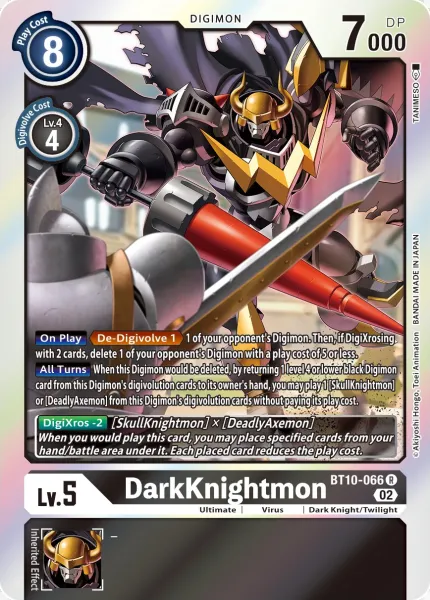 DIGIMON
Play Cost
8
DP
7000
Digivolve Cost
Lv.4
4
TANIMESO
©Akiyoshi Hongo, Toei Animation BANDAI MADE IN JAPAN
On Play De-Digivolve 1 1 of your opponent's Digimon. Then, if DigiXrosing
with 2 cards, delete 1 of your opponent's Digimon with a play cost of 5 or less.
All Turns When this Digimon would be deleted, by returning 1 level 4 or lower black Digimon
card from this Digimon's digivolution cards to its owner's hand, you may play 1 [SkullKnightmon]
or [DeadlyAxemon] from this Digimon's digivolution cards without paying its play cost.
DigiXros -2 [SkullKnightmon] × [DeadlyAxemon]
When you would play this card, you may place specified cards from your
hand/battle area under it. Each placed card reduces the play cost.
Lv.5
DarkKnightmon
BT10-066 R
02
Ultimate Virus Dark Knight/Twilight
Inherited Effect
–